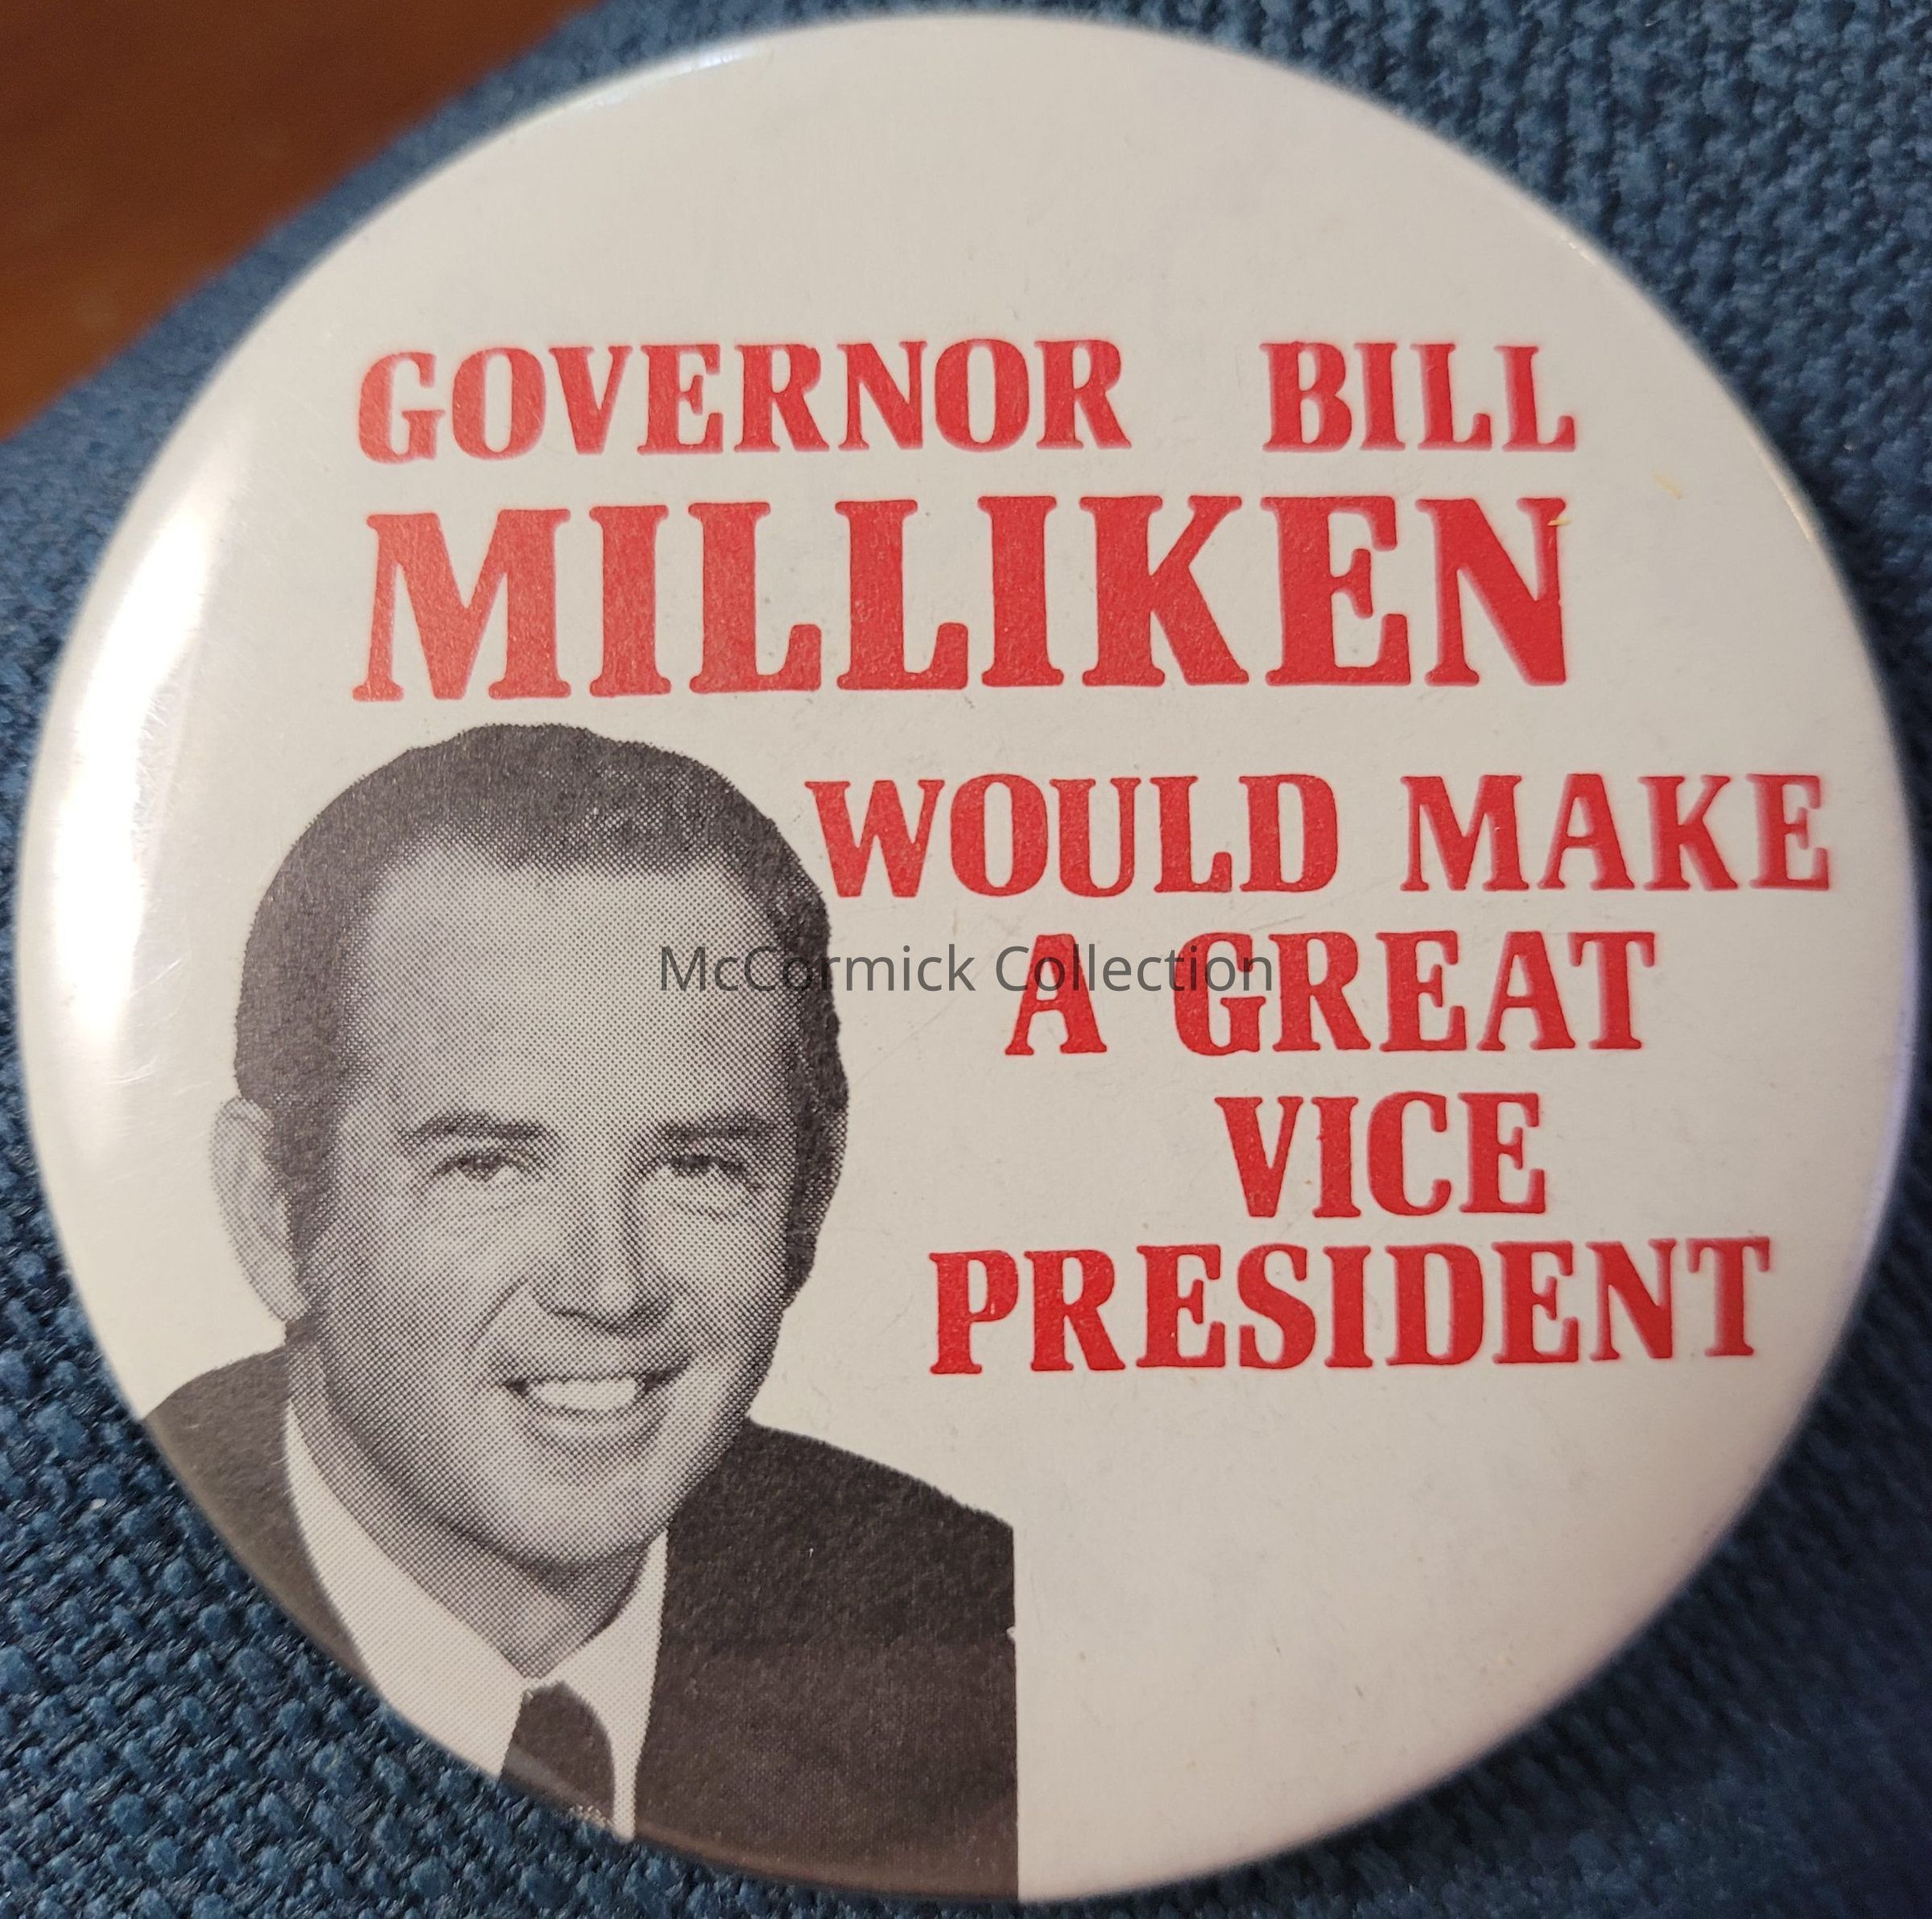 GOVERNOR BILL
MILLIKEN
WOULD MAKE
McCormick Collection
A GREAT
VICE
PRESIDENT